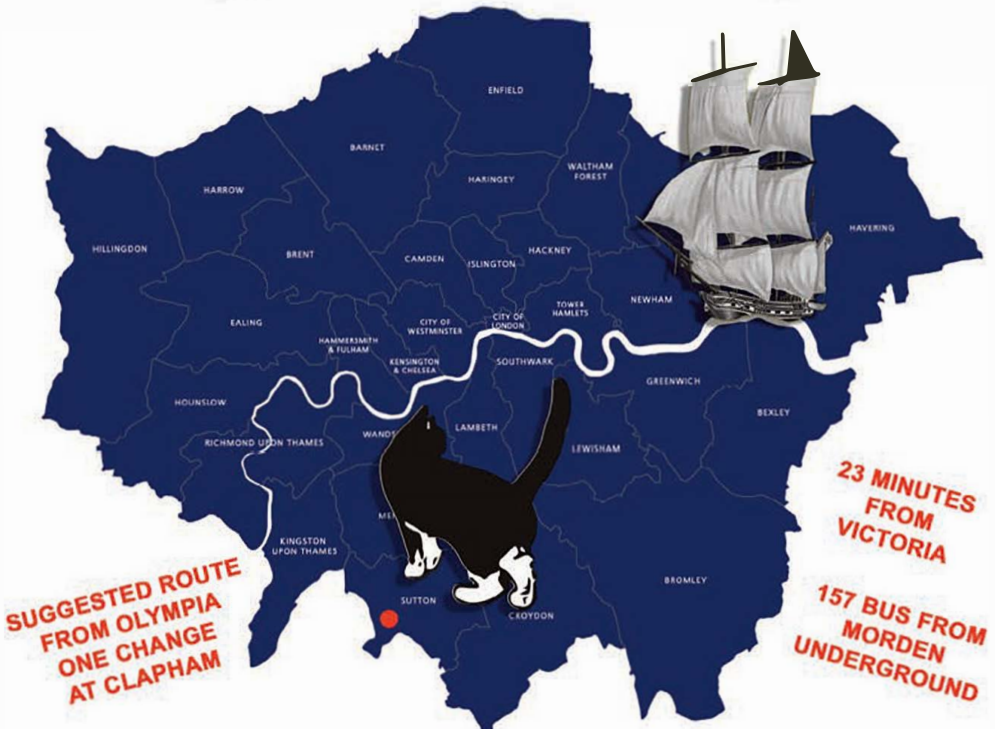 ENFIELD
BARNET
HARINGEY
WALTHAM
FOREST
HARROW
HILLINGDON
BRENT
CAMDEN
ISLINGTON
HACKNEY
HAVERING
EALING
HAMMERSMITH
& FULHAM
CITY OF
WESTMINSTER
CITY OF
LONDON
TOWER
HAMLETS
NEWHAM
KENSINGTON
& CHELSEA
SOUTHWARK
GREENWICH
BEXLEY
HOUNSLOW
RICHMOND UPON THAMES
WANDS
LAMBETH
LEWISHAM
MER
KINGSTON
UPON THAMES
SUTTON
CROYDON
BROMLEY
23 MINUTES
FROM
VICTORIA
SUGGESTED ROUTE
FROM OLYMPIA
ONE CHANGE
AT CLAPHAM
157 BUS FROM
MORDEN
UNDERGROUND